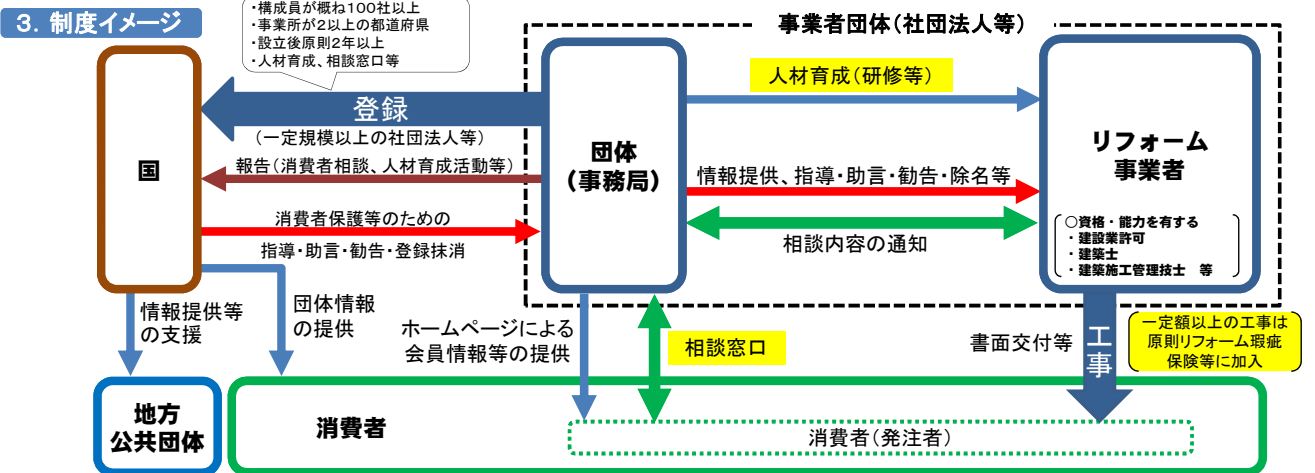 3. 制度イメージ
・構成員が概ね100社以上
・事業所が2以上の都道府県
・設立後原則2年以上
・人材育成、相談窓口等
登録
(一定規模以上の社団法人等)
国
報告(消費者相談、人材育成活動等)
消費者保護等のための
指導・助言・勧告・登録抹消
事業者団体(社団法人等)
団体
(事務局)
人材育成(研修等)
情報提供、指導・助言・勧告・除名等
相談内容の通知
リフォーム
事業者
○資格・能力を有する
・建設業許可
・建築士
・建築施工管理技士 等
情報提供等
の支援
団体情報
の提供
ホームページによる
会員情報等の提供
相談窓口
書面交付等
工事
一定額以上の工事は
原則リフォーム瑕疵
保険等に加入
地方
公共団体
消費者
消費者(発注者)